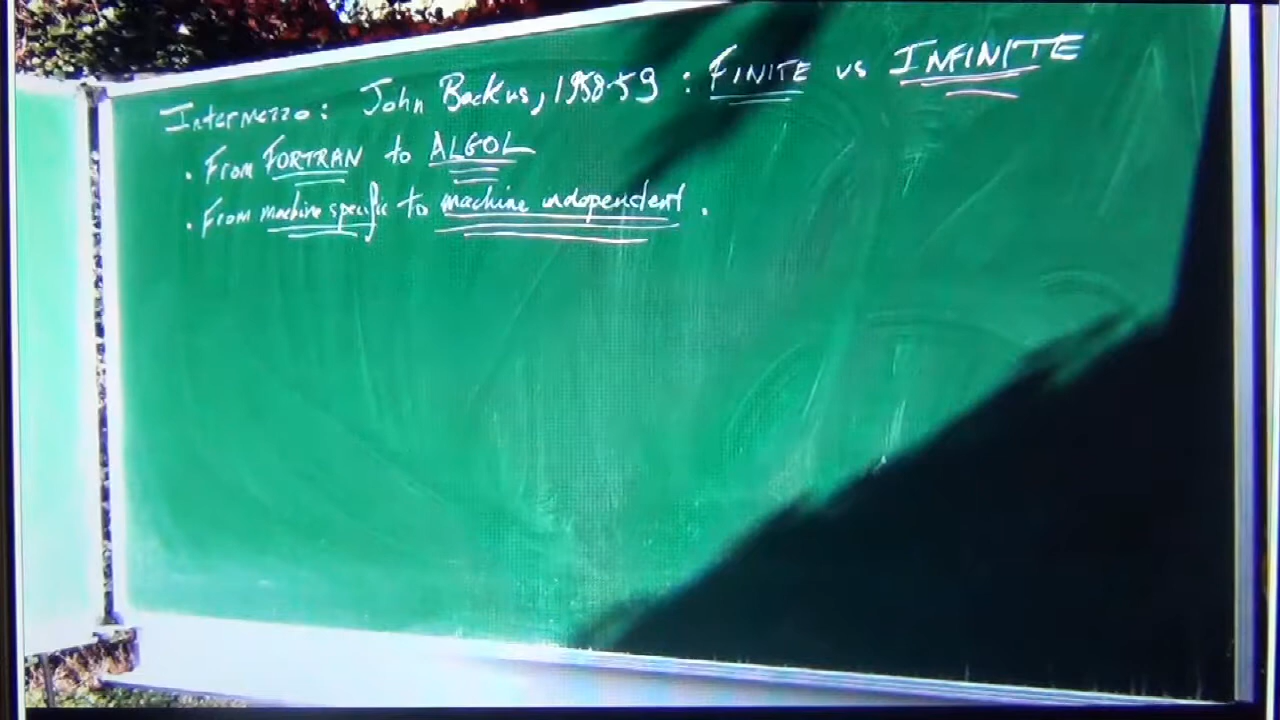 Intermezzo: John Backus, 1958-59 : FINITE vs INFINITE
. From FORTRAN to ALGOL
. From machine specific to machine independent.